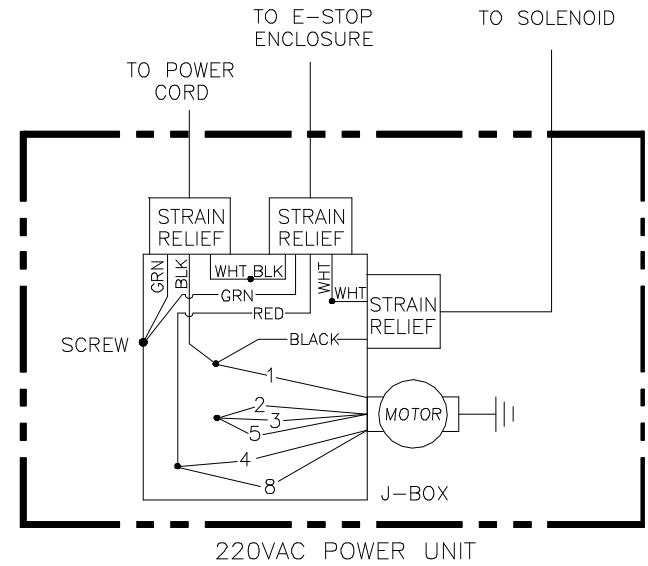 TO E-STOP
ENCLOSURE
TO SOLENOID
TO POWER
CORD
STRAIN
RELIEF
STRAIN
RELIEF
GRN
BLK
WHT
BLK
WHT
WHT
GRN
RED
STRAIN
RELIEF
SCREW
BLACK
1
2
3
5
4
8
MOTOR
J-BOX
220VAC POWER UNIT